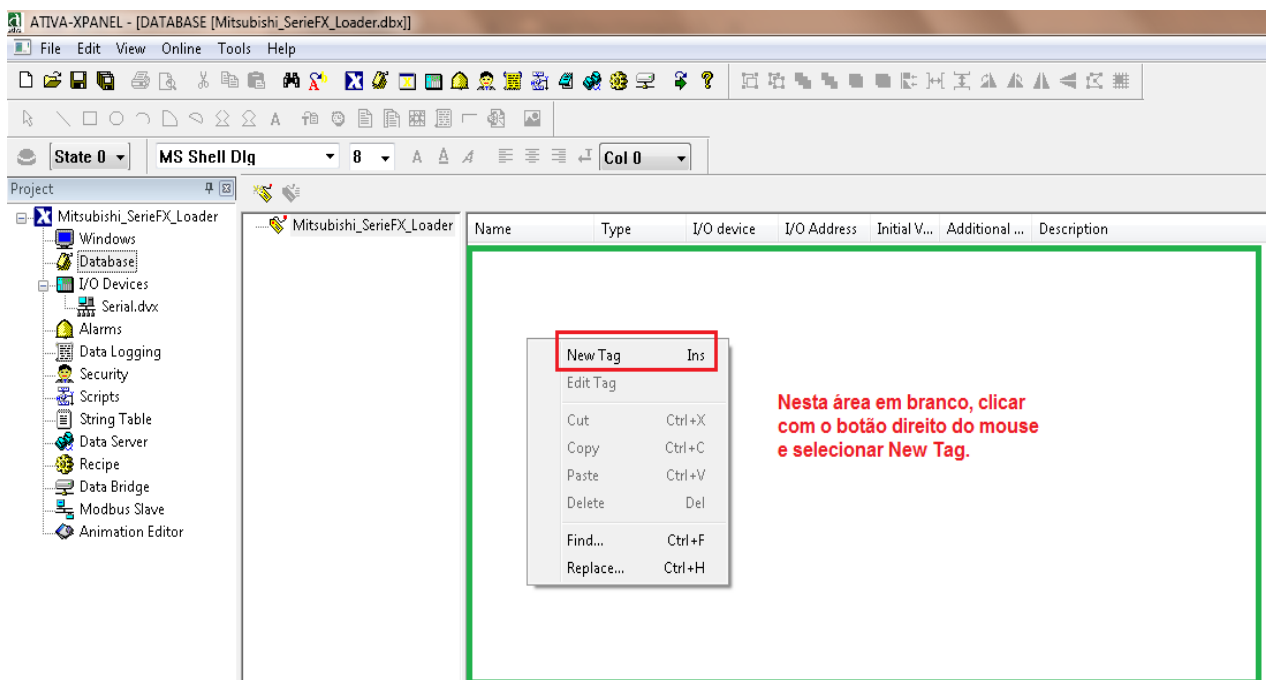 ATIVA-XPANEL - [DATABASE [Mitsubishi_SerieFX_Loader.dbx]]
File Edit View Online Tools Help
State 0
MS Shell Dlg
8
Col 0
Project
Mitsubishi_SerieFX_Loader
Windows
Database
I/O Devices
Serial.dvx
Alarms
Data Logging
Security
Scripts
String Table
Data Server
Recipe
Data Bridge
Modbus Slave
Animation Editor
Mitsubishi_SerieFX_Loader
Name Type I/O device I/O Address Initial V... Additional ... Description
New Tag Ins
Edit Tag
Cut Ctrl+X
Copy Ctrl+C
Paste Ctrl+V
Delete Del
Find... Ctrl+F
Replace... Ctrl+H
Nesta área em branco, clicar
com o botão direito do mouse
e selecionar New Tag.